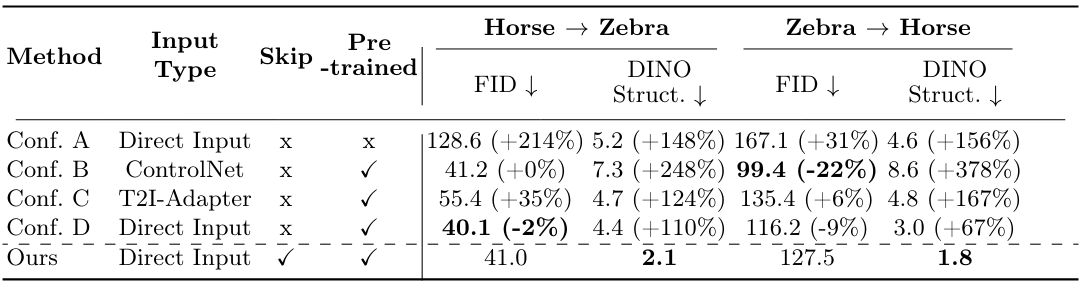 Method Input Type Skip Pre -trained Horse → Zebra Zebra → Horse
FID ↓ DINO Struct. ↓ FID ↓ DINO Struct. ↓
Conf. A Direct Input x x 128.6 (+214%) 5.2 (+148%) 167.1 (+31%) 4.6 (+156%)
Conf. B ControlNet x ✓ 41.2 (+0%) 7.3 (+248%) 99.4 (-22%) 8.6 (+378%)
Conf. C T2I-Adapter x ✓ 55.4 (+35%) 4.7 (+124%) 135.4 (+6%) 4.8 (+167%)
Conf. D Direct Input x ✓ 40.1 (-2%) 4.4 (+110%) 116.2 (-9%) 3.0 (+67%)
Ours Direct Input ✓ ✓ 41.0 2.1 127.5 1.8